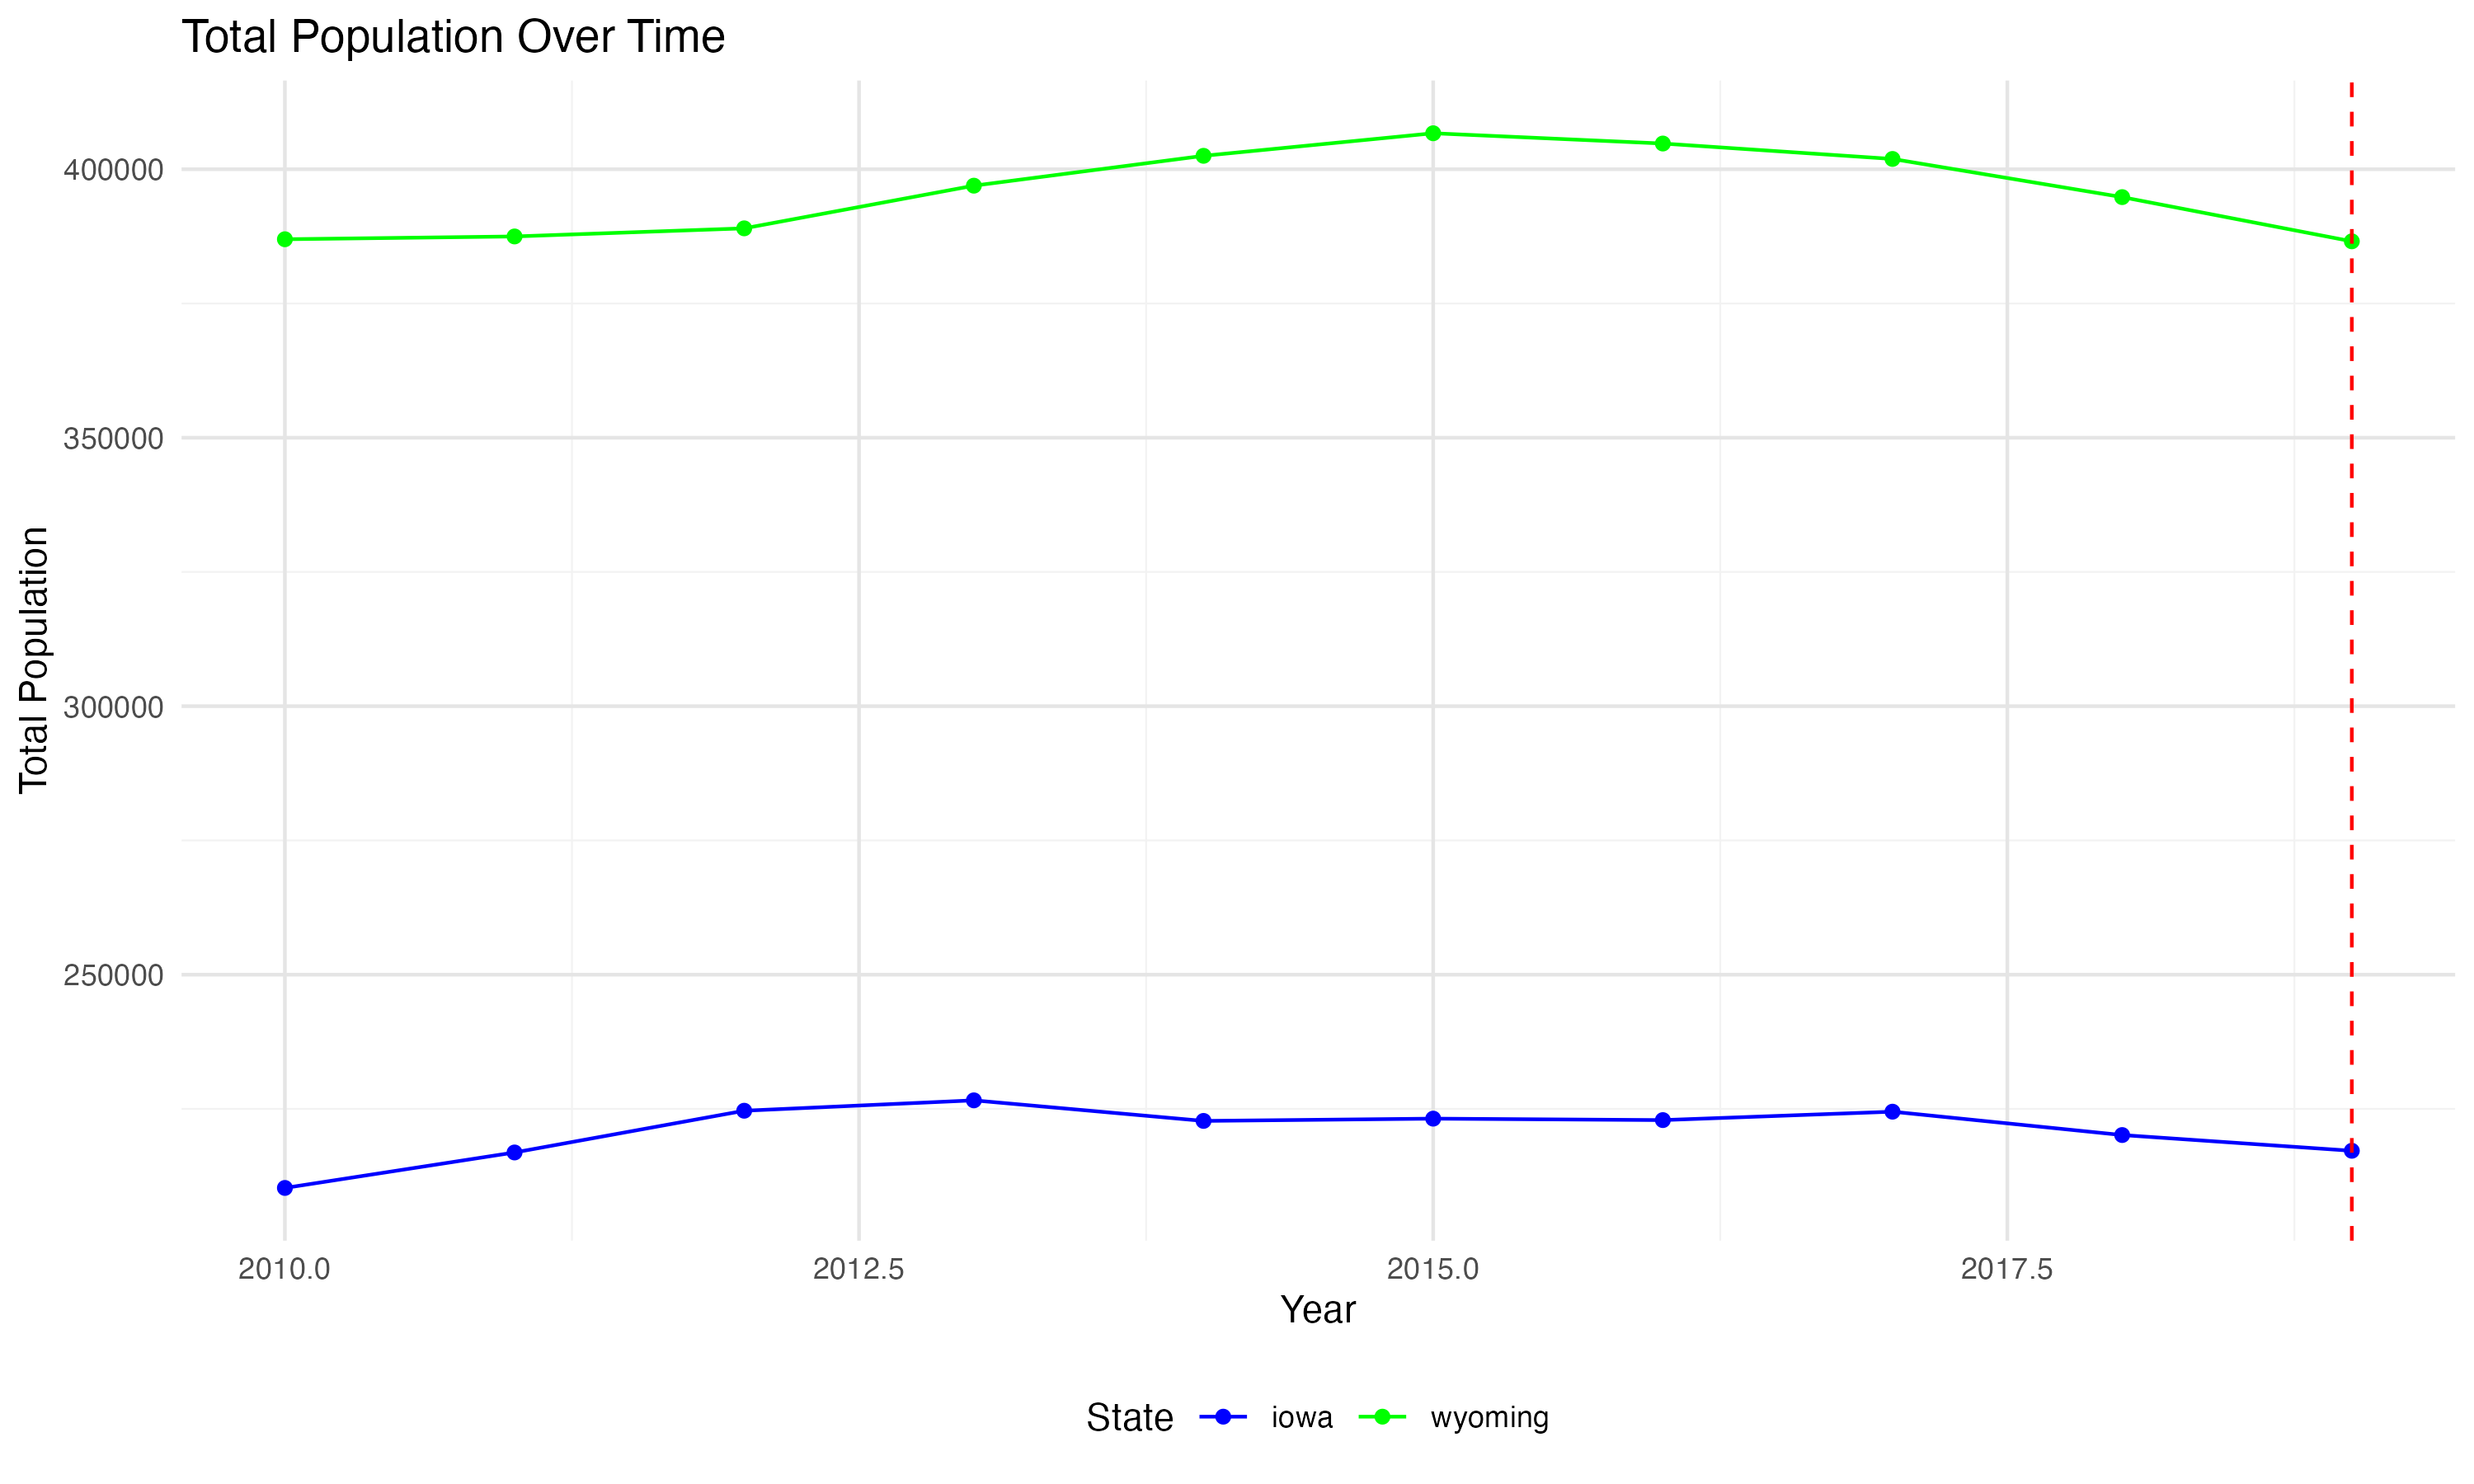 Total Population Over Time
Total Population
400000
350000
300000
250000
2010.0 2012.5 2015.0 2017.5
Year
State iowa wyoming